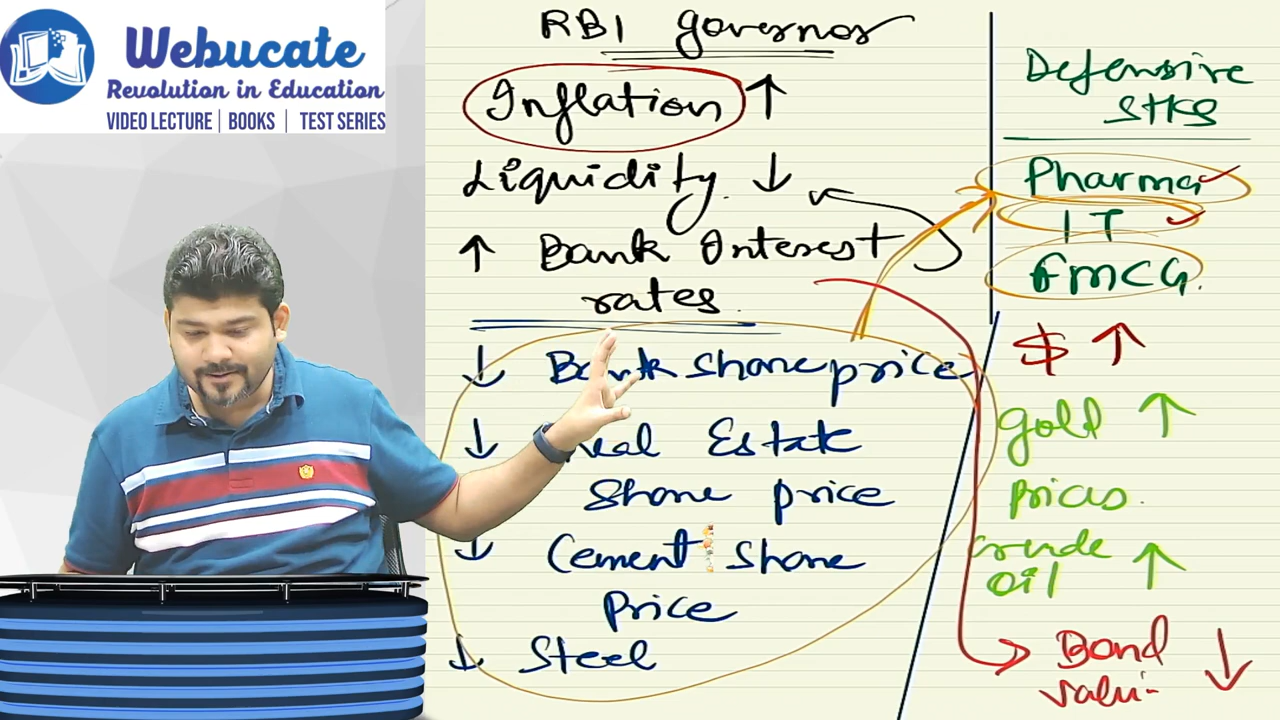 Webucate
Revolution in Education
VIDEO LECTURE | BOOKS | TEST SERIES
RBI governor
Inflation ↑
Liquidity ↓
↑ Bank Interest
rates
↓ Bank Share price
↓ Real Estate
Share price
↓ Cement Share
Price
↓ Steel
Defensive
Stks
Pharma
IT
FMCG
$ ↑
Gold ↑
Prices
Crude
Oil ↑
Bond ↓